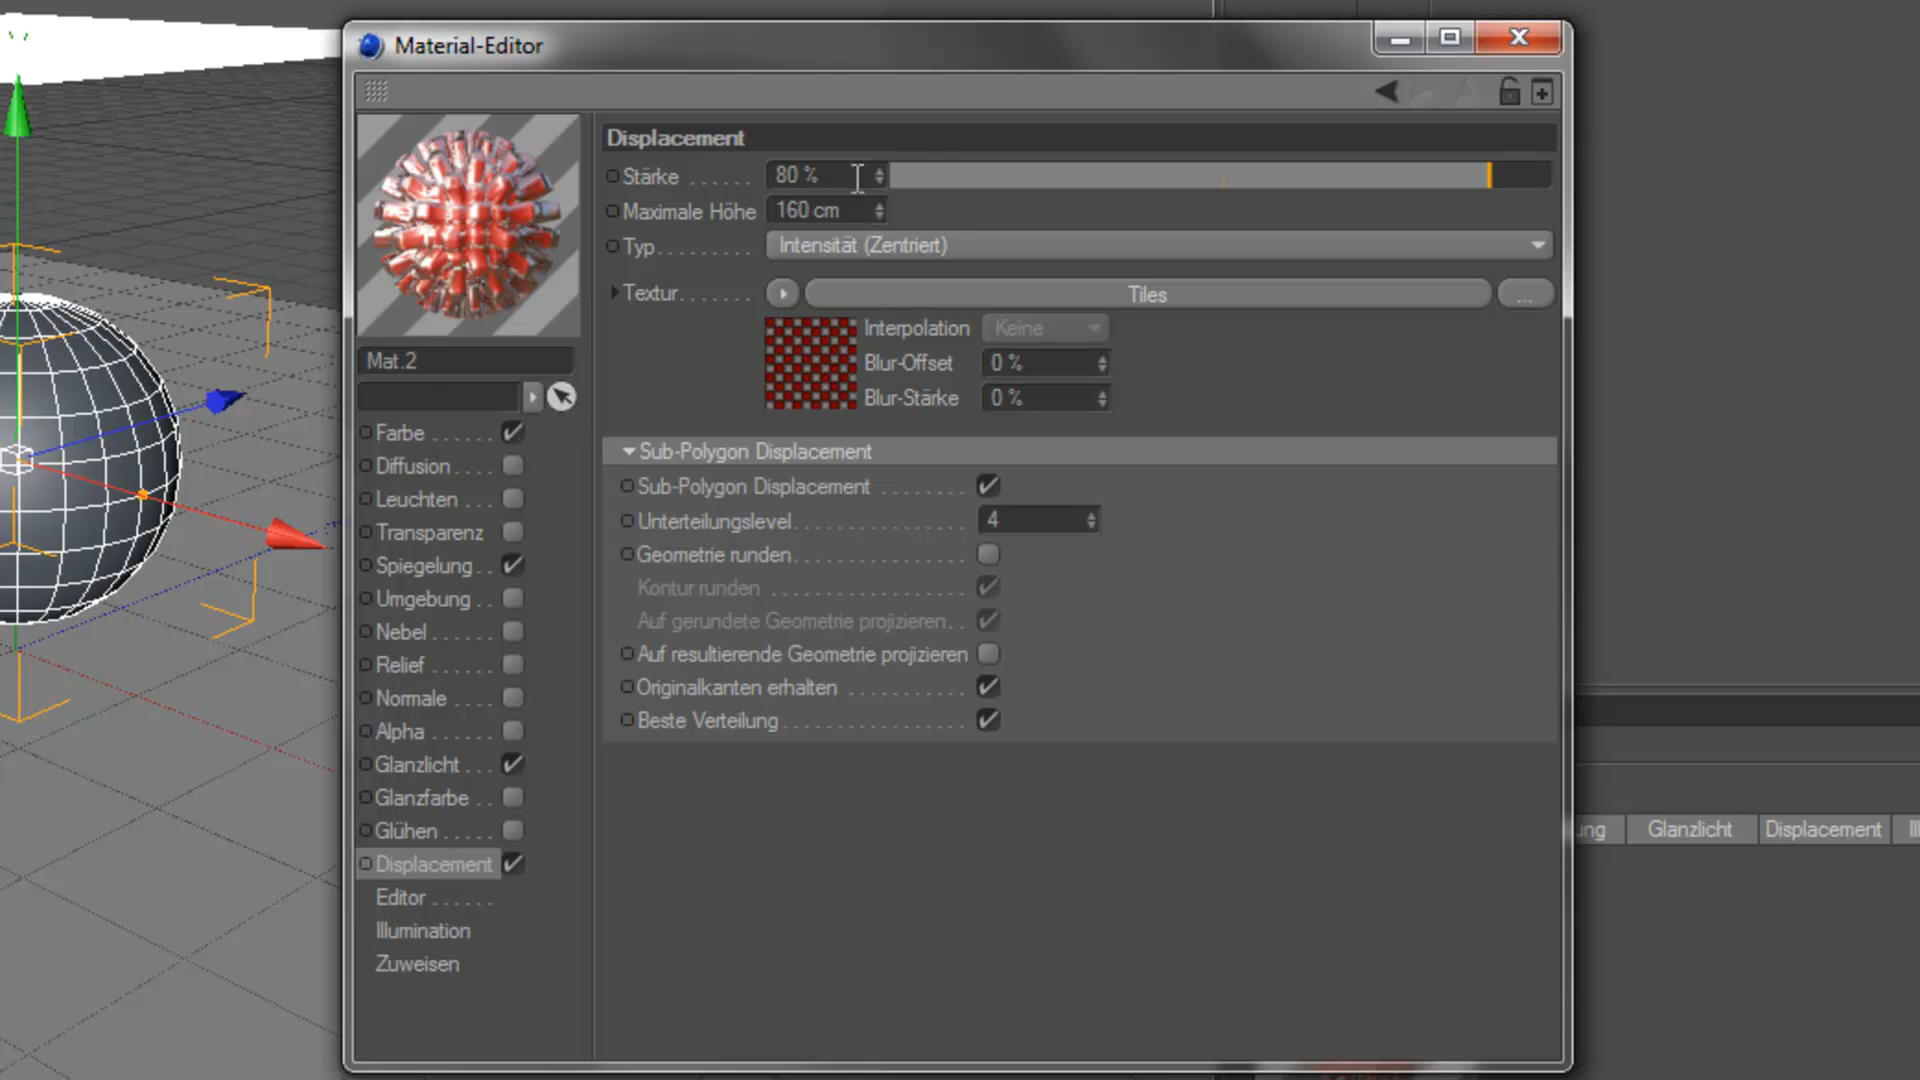 Material-Editor
Displacement
Stärke ...... 80 %
Maximale Höhe 160 cm
Typ......... Intensität (Zentriert)
Textur....... Tiles ...
Interpolation Keine
Blur-Offset 0 %
Blur-Stärke 0 %
Mat.2
Farbe ......
Diffusion ....
Leuchten ...
Transparenz
Spiegelung..
Umgebung ..
Nebel ......
Relief ......
Normale ....
Alpha ......
Glanzlicht ...
Glanzfarbe ..
Glühen .....
Displacement
Editor ......
Illumination
Zuweisen
Sub-Polygon Displacement
Sub-Polygon Displacement ........
Unterteilungslevel............... 4
Geometrie runden..............
Kontur runden ................
Auf gerundete Geometrie projizieren..
Auf resultierende Geometrie projizieren
Originalkanten erhalten ...........
Beste Verteilung.................
ung Glanzlicht Displacement Ill